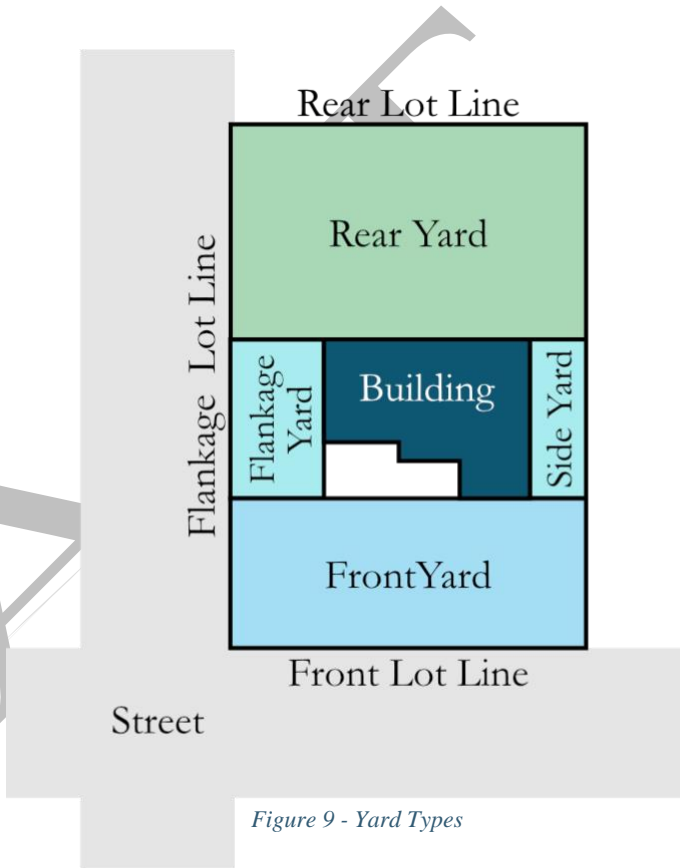 Rear Lot Line
Rear Yard
Flankage Lot Line
Flankage
Yard
Building
Side Yard
FrontYard
Front Lot Line
Street
Figure 9 - Yard Types